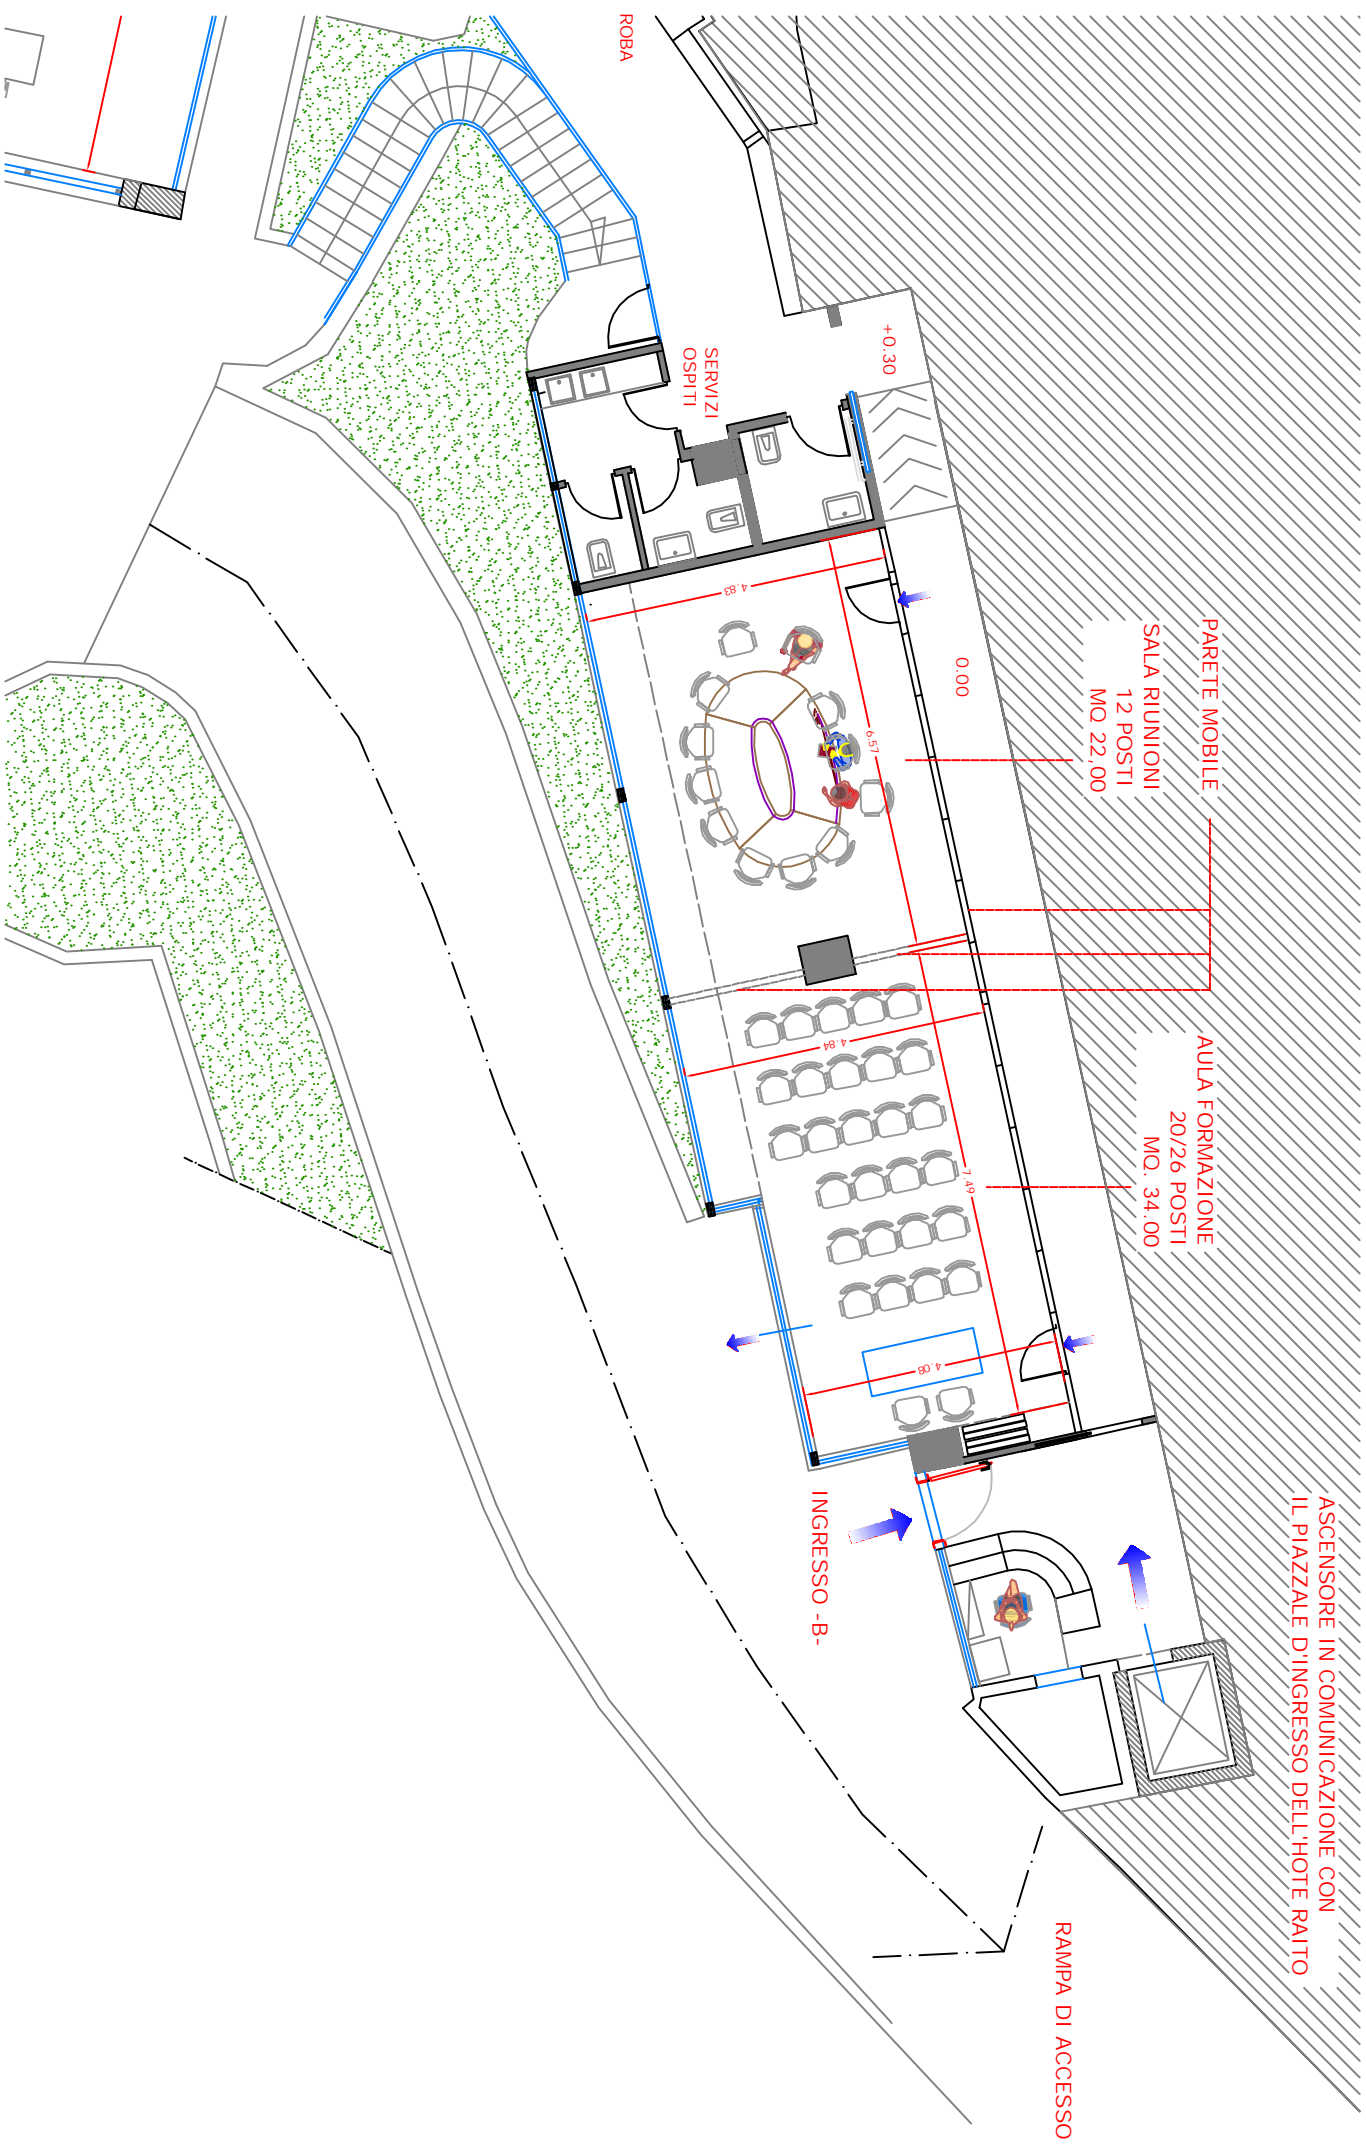 ROBA
SERVIZI
OSPITI
+0.30
0.00
PARETE MOBILE
SALA RIUNIONI
12 POSTI
MQ 22,00
AULA FORMAZIONE
20/26 POSTI
MQ. 34.00
4.83
6.57
4.84
7.49
4.08
INGRESSO -B-
ASCENSORE IN COMUNICAZIONE CON
IL PIAZZALE D'INGRESSO DELL'HOTE RAITO
RAMPA DI ACCESSO